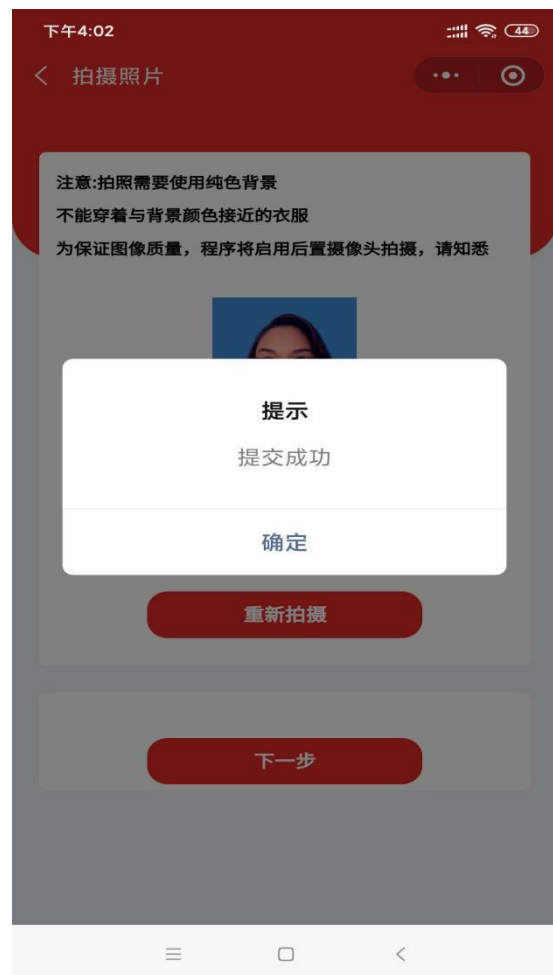 下午4:02
44
拍摄照片
注意:拍照需要使用纯色背景
不能穿着与背景颜色接近的衣服
为保证图像质量，程序将启用后置摄像头拍摄，请知悉
提示
提交成功
确定
重新拍摄
下一步